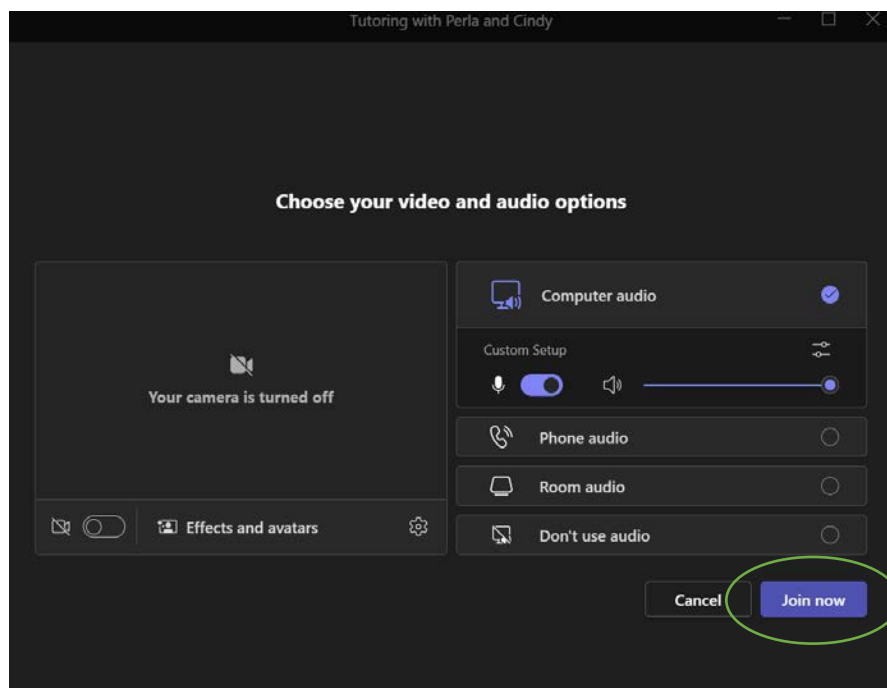 Tutoring with Perla and Cindy
Choose your video and audio options
Your camera is turned off
Effects and avatars
Computer audio
Custom Setup
Phone audio
Room audio
Don't use audio
Cancel
Join now